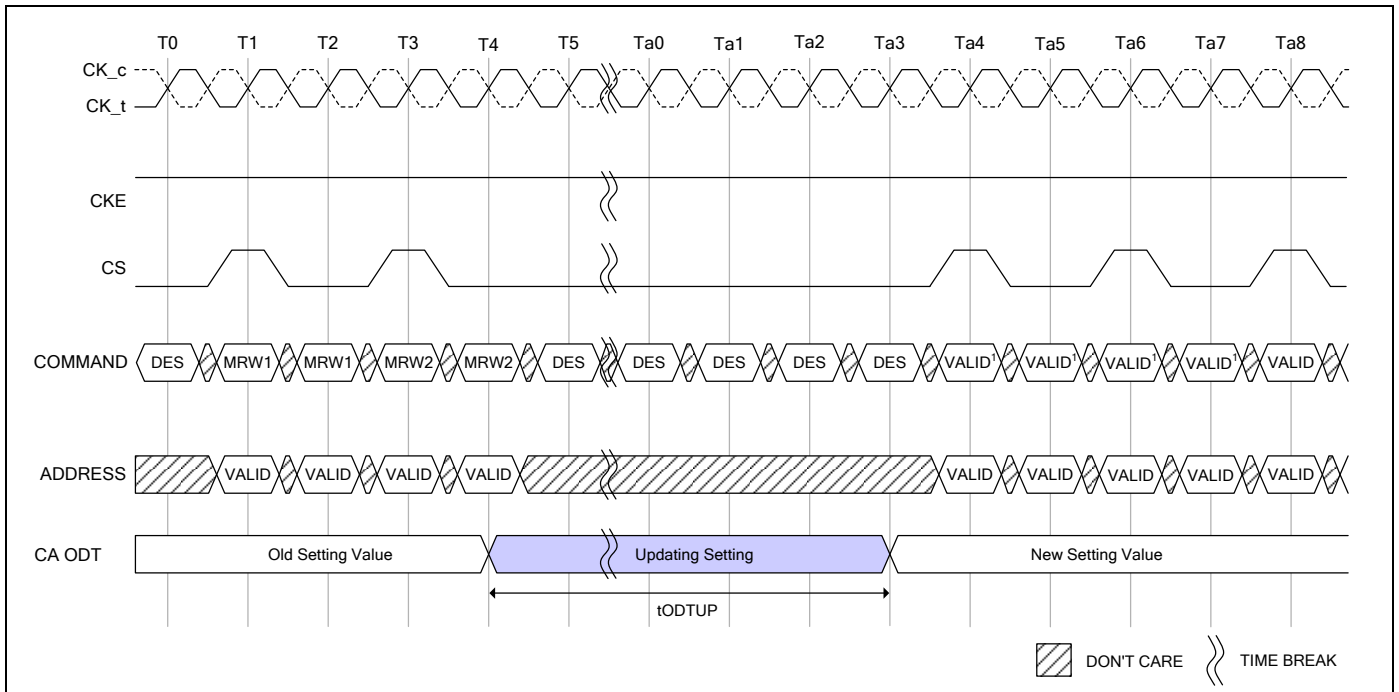 T0 T1 T2 T3 T4 T5 Ta0 Ta1 Ta2 Ta3 Ta4 Ta5 Ta6 Ta7 Ta8
CK_c
CK_t
CKE
CS
COMMAND DES MRW1 MRW1 MRW2 MRW2 DES DES DES DES DES VALID¹ VALID¹ VALID¹ VALID¹ VALID
ADDRESS VALID VALID VALID VALID VALID VALID VALID VALID VALID
CA ODT Old Setting Value Updating Setting New Setting Value
tODTUP
DON'T CARE TIME BREAK